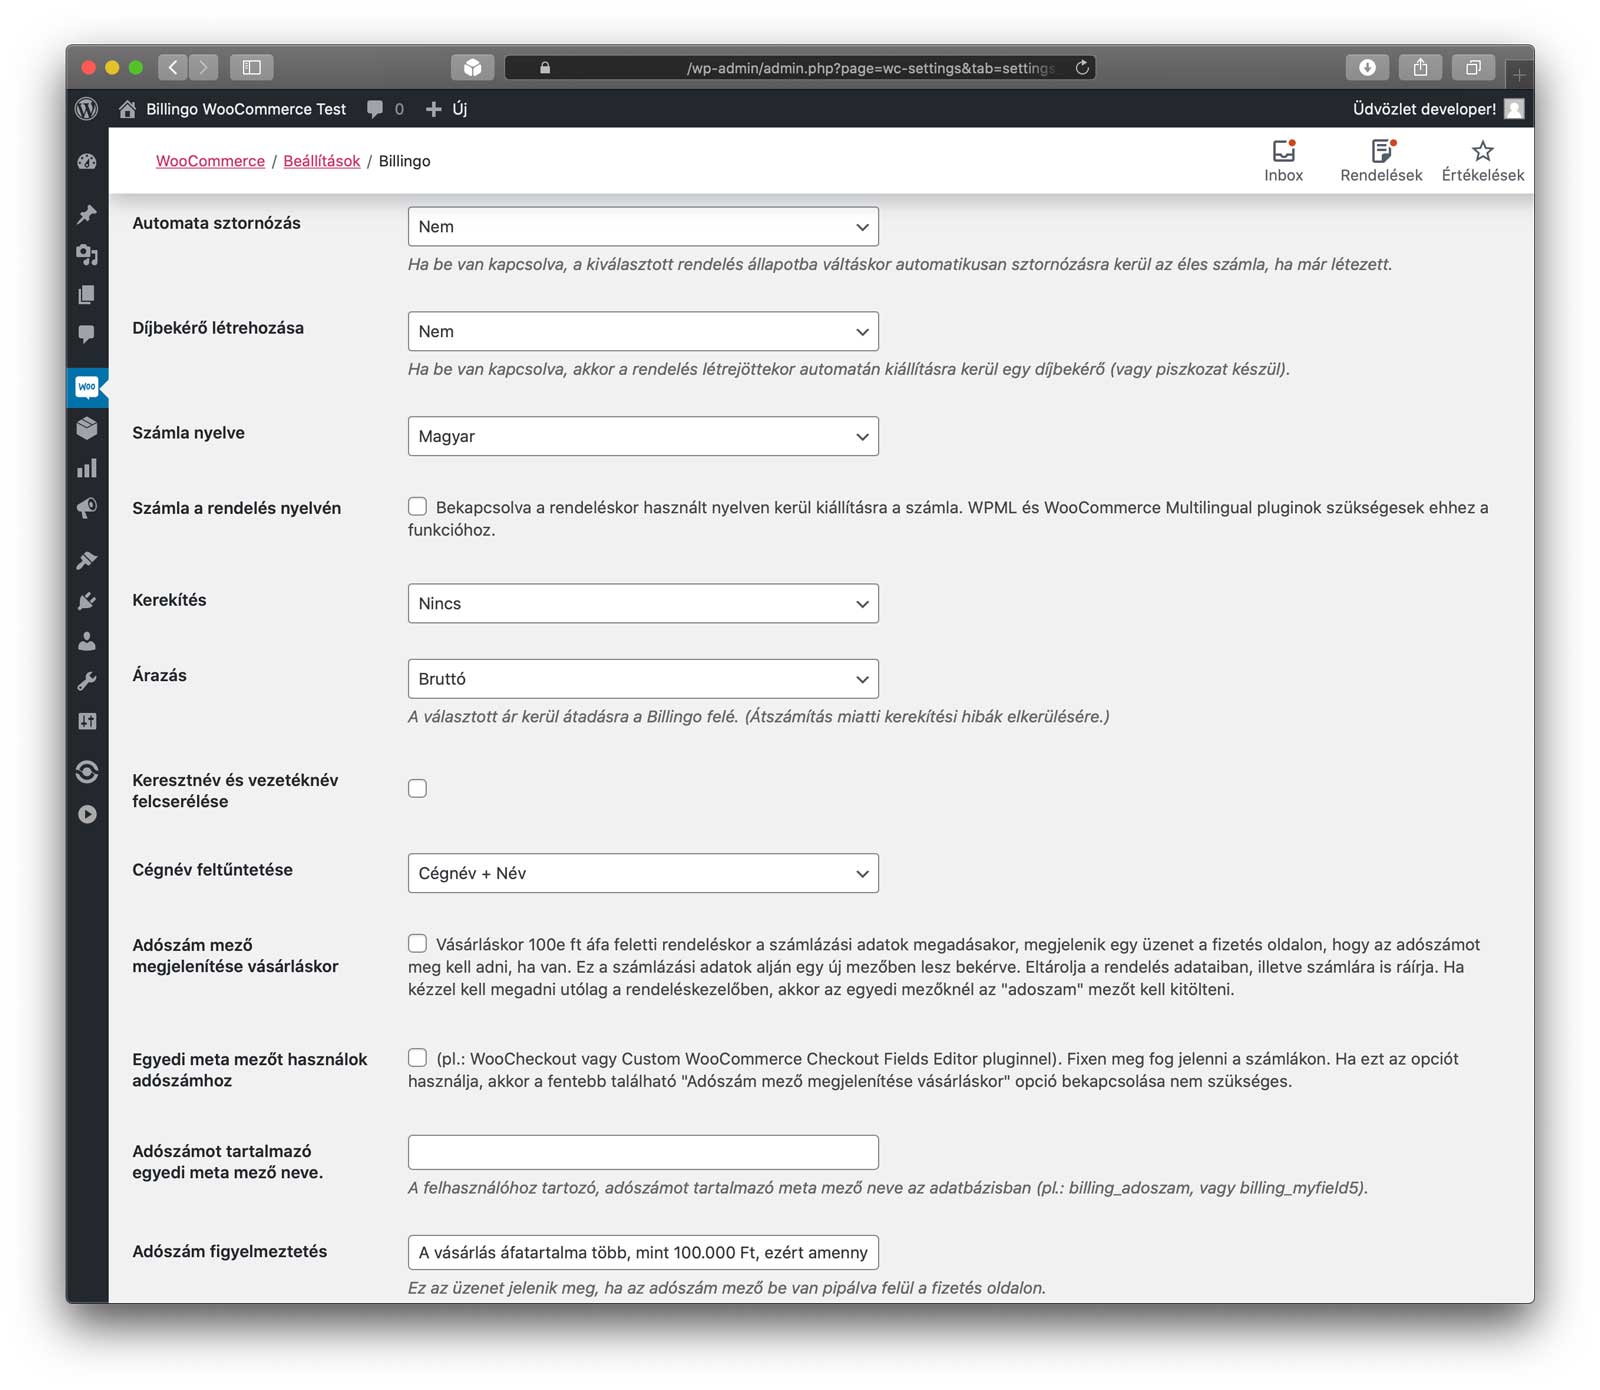 /wp-admin/admin.php?page=wc-settings&tab=settings
Billingo WooCommerce Test
0
Új
Üdvözlet developer!
WooCommerce / Beállítások / Billingo
Inbox
Rendelések
Értékelések
Woo
Automata sztornózás
Nem
Ha be van kapcsolva, a kiválasztott rendelés állapotba váltáskor automatikusan sztornózásra kerül az éles számla, ha már létezett.
Díjbekérő létrehozása
Nem
Ha be van kapcsolva, akkor a rendelés létrejöttekor automatán kiállításra kerül egy díjbekérő (vagy piszkozat készül).
Számla nyelve
Magyar
Számla a rendelés nyelvén
Bekapcsolva a rendeléskor használt nyelven kerül kiállításra a számla. WPML és WooCommerce Multilingual pluginok szükségesek ehhez a
funkcióhoz.
Kerekítés
Nincs
Árazás
Bruttó
A választott ár kerül átadásra a Billingo felé. (Átszámítás miatti kerekítési hibák elkerülésére.)
Keresztnév és vezetéknév
felcserélése
Cégnév feltűntetése
Cégnév + Név
Adószám mező
megjelenítése vásárláskor
Vásárláskor 100e ft áfa feletti rendeléskor a számlázási adatok megadásakor, megjelenik egy üzenet a fizetés oldalon, hogy az adószámot
meg kell adni, ha van. Ez a számlázási adatok alján egy új mezőben lesz bekérve. Eltárolja a rendelés adataiban, illetve számlára is ráírja. Ha
kézzel kell megadni utólag a rendeléskezelőben, akkor az egyedi mezőknél az "adoszam" mezőt kell kitölteni.
Egyedi meta mezőt használok
adószámhoz
(pl.: WooCheckout vagy Custom WooCommerce Checkout Fields Editor pluginnel). Fixen meg fog jelenni a számlákon. Ha ezt az opciót
használja, akkor a fentebb található "Adószám mező megjelenítése vásárláskor" opció bekapcsolása nem szükséges.
Adószámot tartalmazó
egyedi meta mező neve.
A felhasználóhoz tartozó, adószámot tartalmazó meta mező neve az adatbázisban (pl.: billing_adoszam, vagy billing_myfield5).
Adószám figyelmeztetés
A vásárlás áfatartalma több, mint 100.000 Ft, ezért amenny
Ez az üzenet jelenik meg, ha az adószám mező be van pipálva felül a fizetés oldalon.